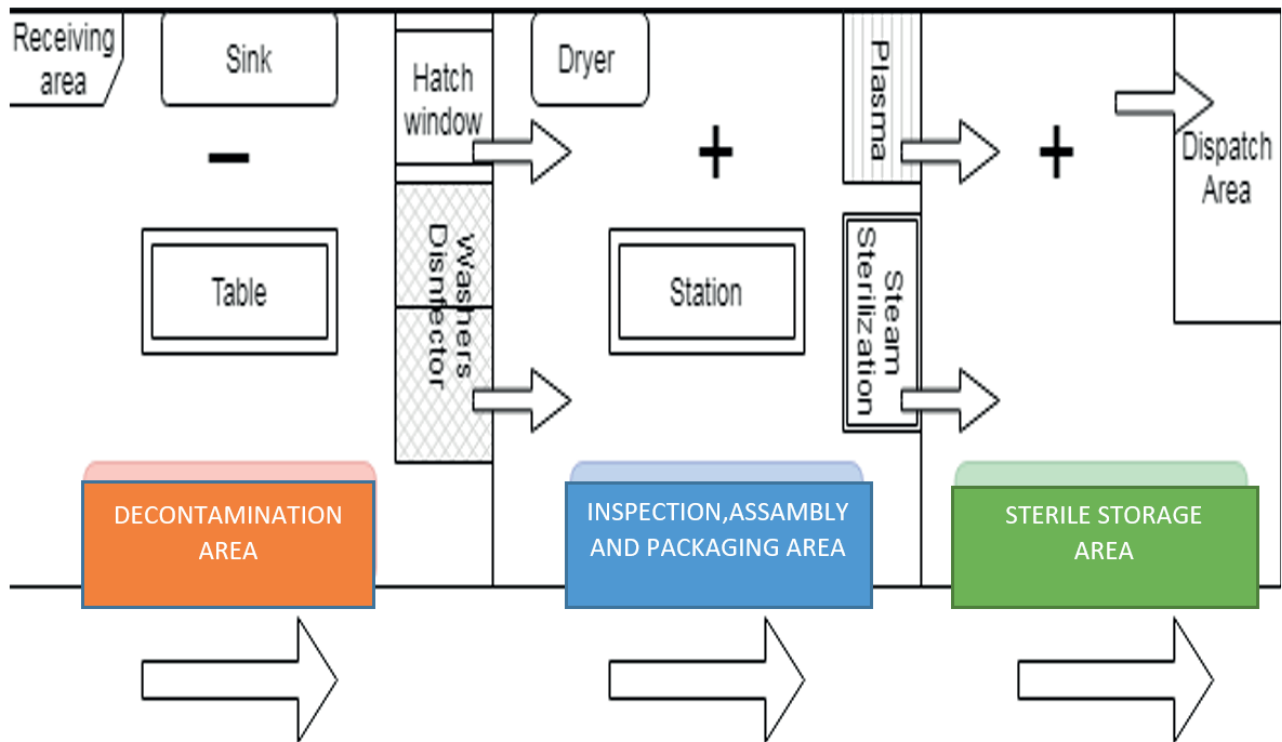 Receiving
area
Sink
Hatch
window
Dryer
Plasma
Dispatch
Area
Washers
Disnfector
Table
Station
Steam
Sterilization
DECONTAMINATION
AREA
INSPECTION,ASSAMBLY
AND PACKAGING AREA
STERILE STORAGE
AREA